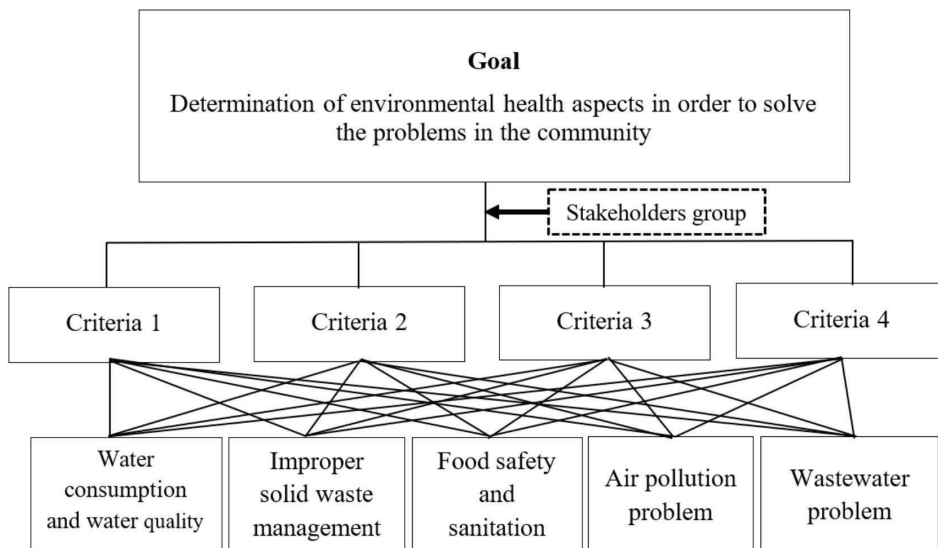 Goal
Determination of environmental health aspects in order to solve
the problems in the community
Stakeholders group
Criteria 1
Criteria 2
Criteria 3
Criteria 4
Water
consumption
and water quality
Improper
solid waste
management
Food safety
and
sanitation
Air pollution
problem
Wastewater
problem